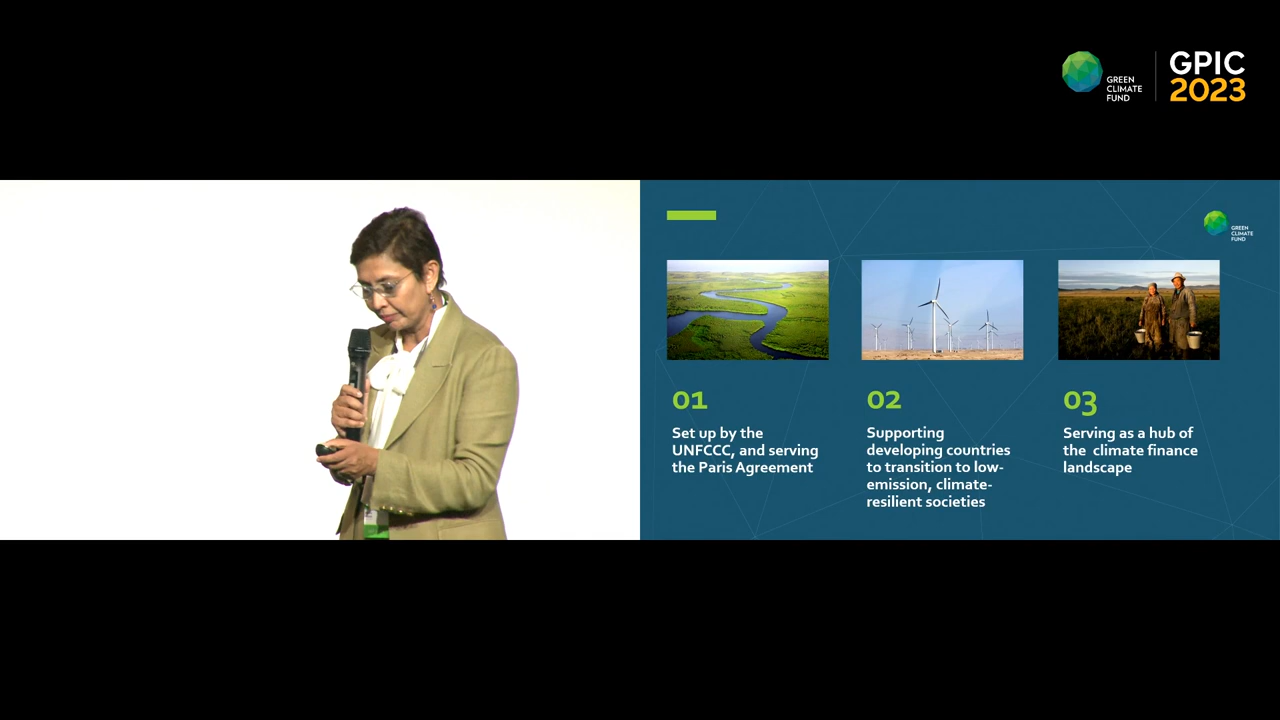 GREEN
CLIMATE
FUND
GPIC
2023
GREEN
CLIMATE
FUND
01
Set up by the
UNFCCC, and serving
the Paris Agreement
02
Supporting
developing countries
to transition to low-
emission, climate-
resilient societies
03
Serving as a hub of
the climate finance
landscape